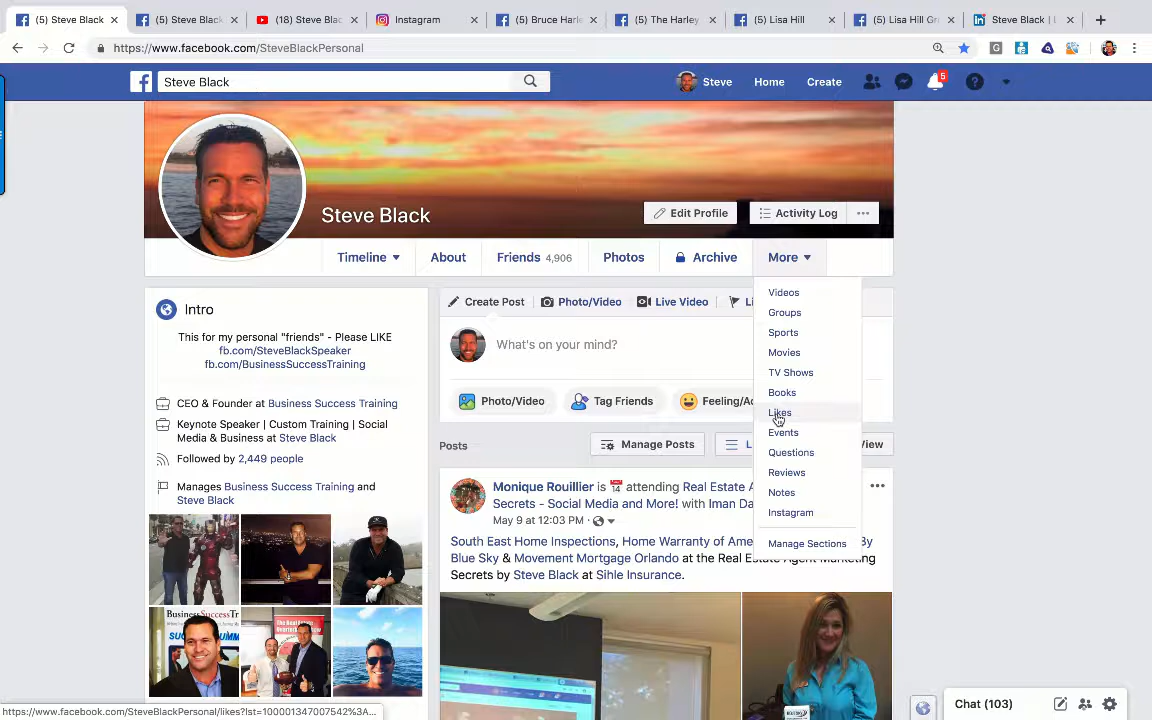 (5) Steve Black
(5) Steve Black
(18) Steve Blac
Instagram
(5) Bruce Harle
(5) The Harley
(5) Lisa Hill
(5) Lisa Hill Gr
Steve Black | L
https://www.facebook.com/SteveBlackPersonal
Steve Black
Steve
Home
Create
5
Steve Black
Edit Profile
Activity Log
Timeline
About
Friends 4,906
Photos
Archive
More
Videos
Groups
Sports
Movies
TV Shows
Books
Likes
Events
Questions
Reviews
Notes
Instagram
Manage Sections
Intro
This for my personal "friends" - Please LIKE
fb.com/SteveBlackSpeaker
fb.com/BusinessSuccessTraining
CEO & Founder at Business Success Training
Keynote Speaker | Custom Training | Social
Media & Business at Steve Black
Followed by 2,449 people
Manages Business Success Training and
Steve Black
BusinessSuccessTr
Create Post
Photo/Video
Live Video
Li
What's on your mind?
Photo/Video
Tag Friends
Feeling/Ac
Posts
Manage Posts
L
View
Monique Rouillier is 17 attending Real Estate A
Secrets - Social Media and More! with Iman Da
May 9 at 12:03 PM
South East Home Inspections, Home Warranty of Ame
By
Blue Sky & Movement Mortgage Orlando at the Real Estate Agent Marketing
Secrets by Steve Black at Sihle Insurance.
Chat (103)
https://www.facebook.com/SteveBlackPersonal/likes?lst=100001347007542%3A...